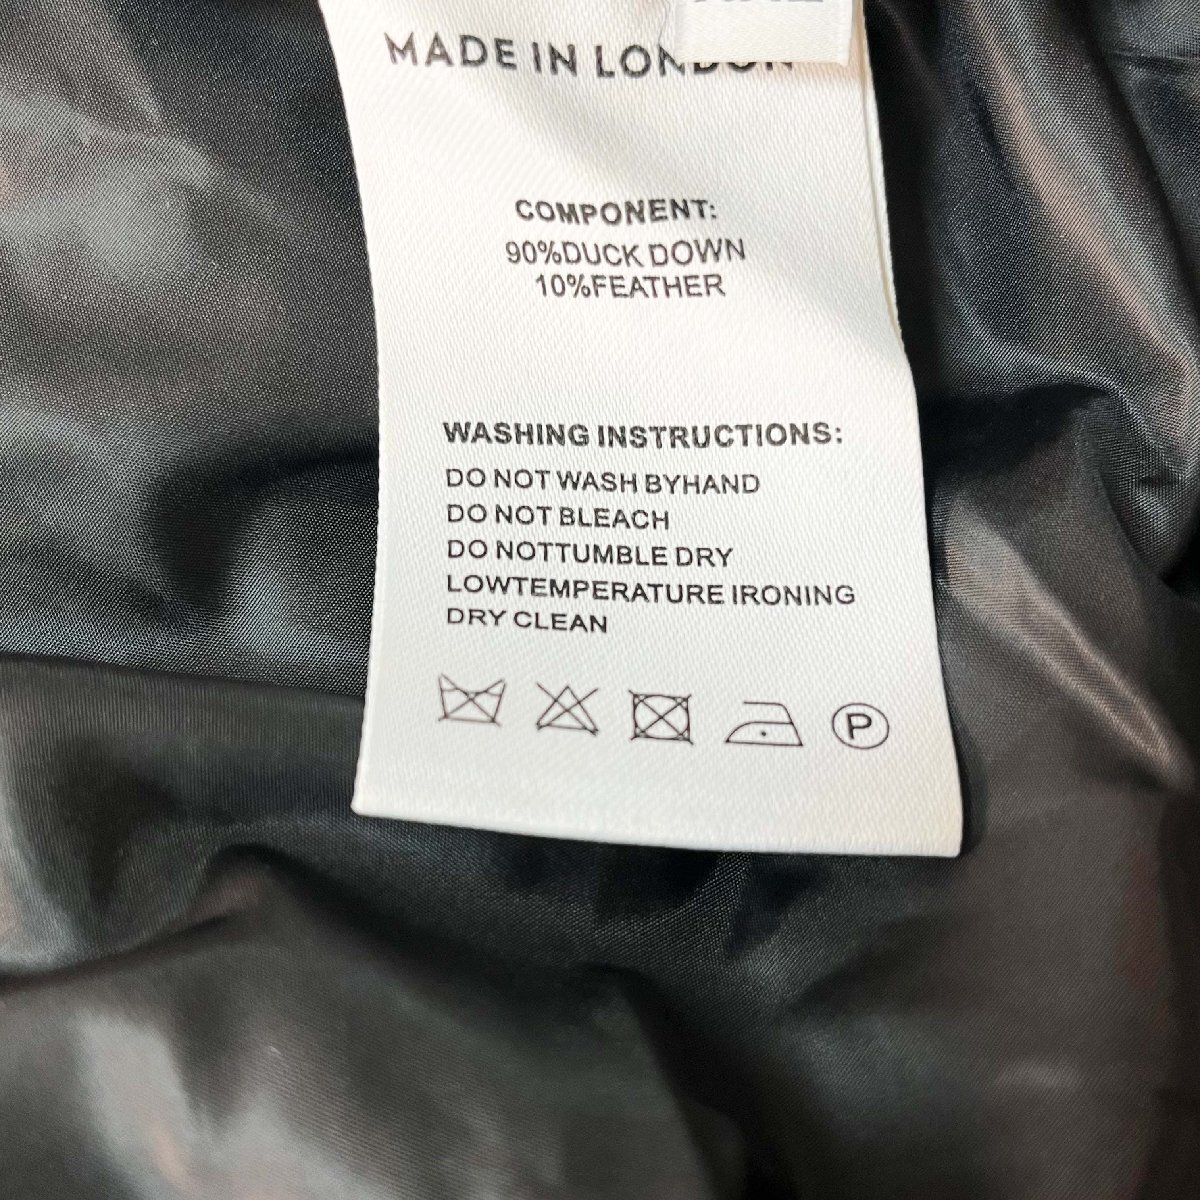 MADE IN LONDON
COMPONENT:
90%DUCK DOWN
10%FEATHER
WASHING INSTRUCTIONS:
DO NOT WASH BYHAND
DO NOT BLEACH
DO NOTTUMBLE DRY
LOWTEMPERATURE IRONING
DRY CLEAN
P